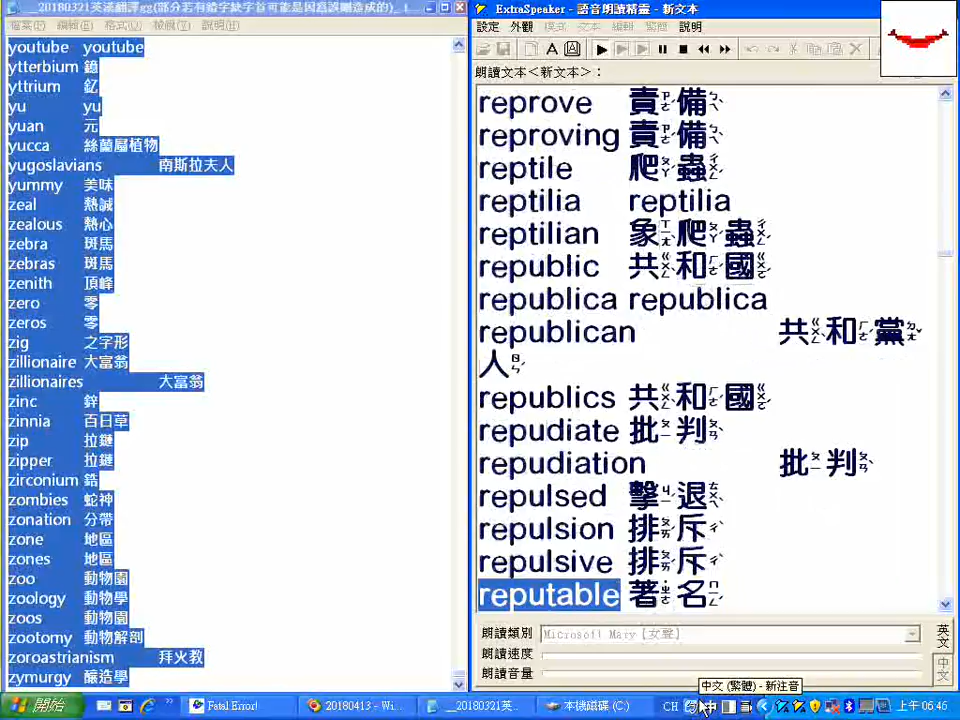 __20180321英漢翻譯gg(部分若有錯字缺字首可能是因為誤刪造成的)_
檔案(F) 編輯(E) 格式(O) 檢視(V) 說明(H)
youtube youtube
ytterbium 鐿
yttrium 釔
yu yu
yuan 元
yucca 絲蘭屬植物
yugoslavians 南斯拉夫人
yummy 美味
zeal 熱誠
zealous 熱心
zebra 斑馬
zebras 斑馬
zenith 頂峰
zero 零
zeros 零
zig 之字形
zillionaire 大富翁
zillionaires 大富翁
zinc 鋅
zinnia 百日草
zip 拉鏈
zipper 拉鏈
zirconium 鋯
zombies 蛇神
zonation 分帶
zone 地區
zones 地區
zoo 動物園
zoology 動物學
zoos 動物園
zootomy 動物解剖
zoroastrianism 拜火教
zymurgy 釀造學
ExtraSpeaker - 語音朗讀精靈 - 新文本
設定 外觀 模式 文本 編輯 繁簡 說明
朗讀文本<新文本>:
reprove 責備
reproving 責備
reptile 爬蟲
reptilia reptilia
reptilian 象爬蟲
republic 共和國
republica republica
republican 共和黨
人
republics 共和國
repudiate 批判
repudiation 批判
repulsed 擊退
repulsion 排斥
repulsive 排斥
reputable 著名
朗讀類別 Microsoft Mary【女聲】
朗讀速度
朗讀音量
英文
中文
中文 (繁體) - 新注音
開始 Fatal Error! 20180413 - Wi... __20180321英... 本機磁碟 (C:) CH 上午 06:46